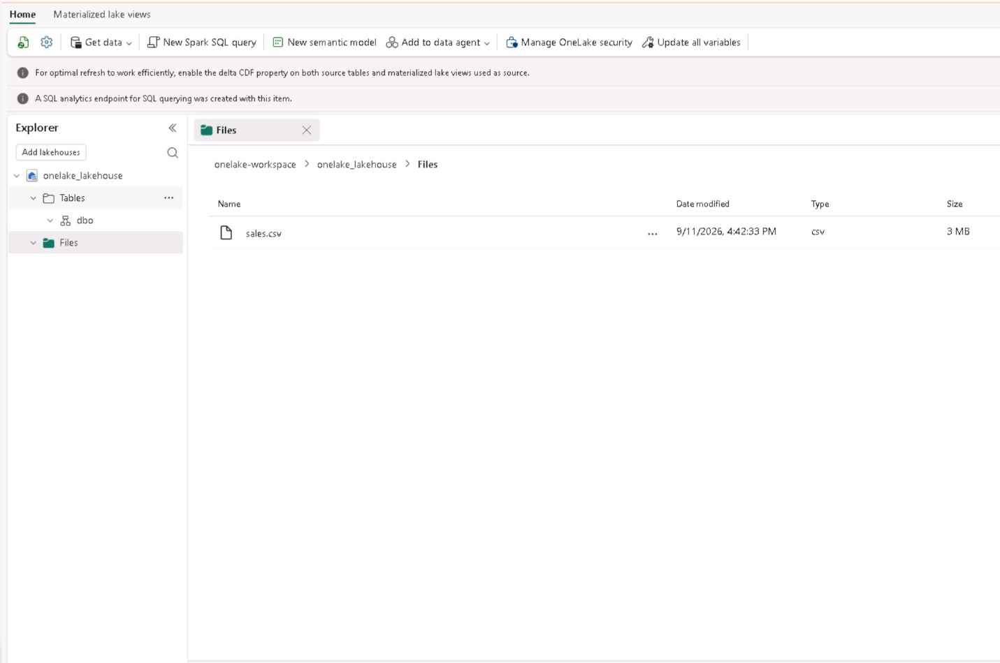 Home Materialized lake views
Get data New Spark SQL query New semantic model Add to data agent Manage OneLake security Update all variables
For optimal refresh to work efficiently, enable the delta CDF property on both source tables and materialized lake views used as source.
A SQL analytics endpoint for SQL querying was created with this item.
Explorer
Add lakehouses
onelake_lakehouse
Tables
dbo
Files
Files
onelake-workspace > onelake_lakehouse > Files
Name Date modified Type Size
sales.csv ... 9/11/2026, 4:42:33 PM csv 3 MB